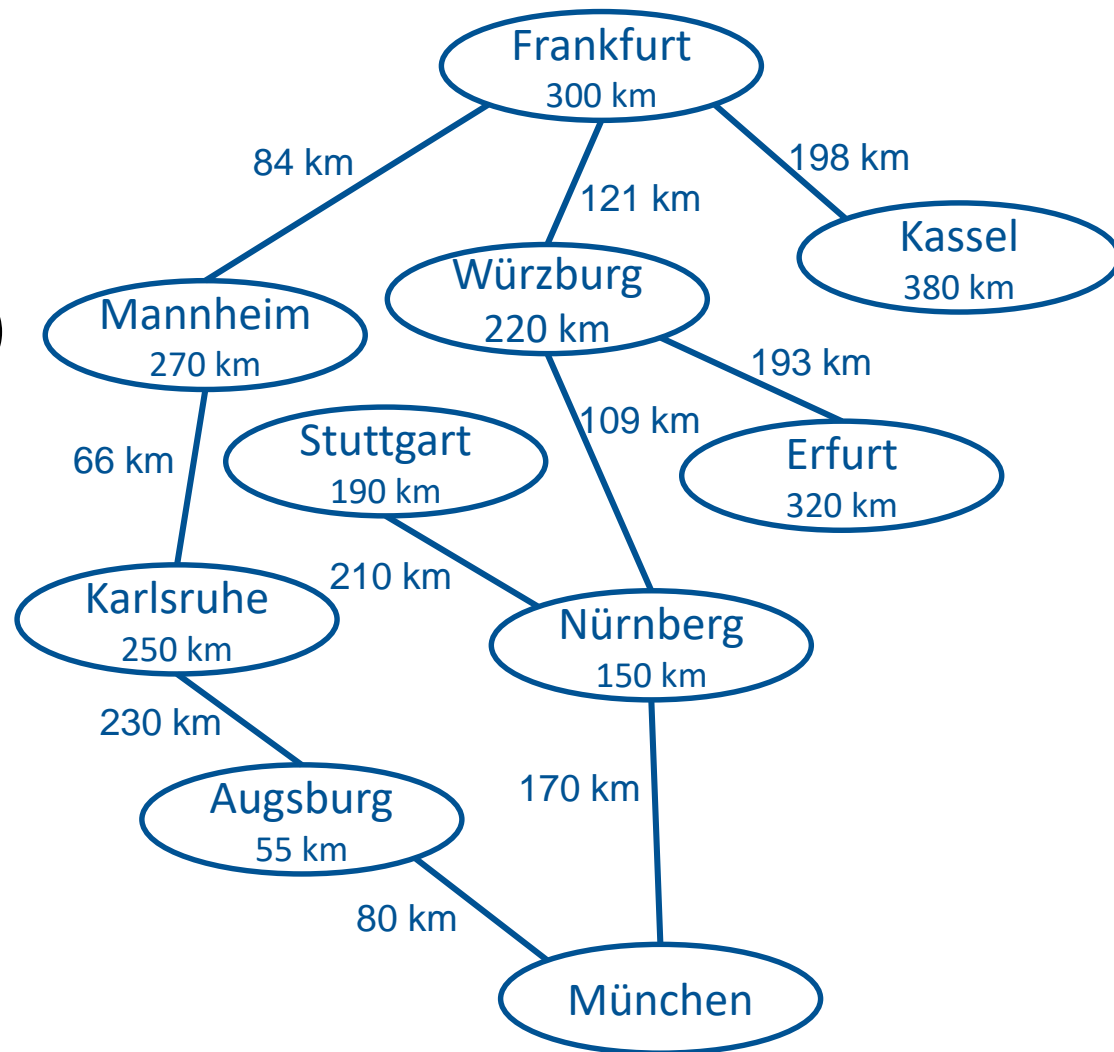 Frankfurt
300 km
84 km
198 km
121 km
Kassel
380 km
Würzburg
220 km
Mannheim
270 km
193 km
109 km
Stuttgart
190 km
Erfurt
320 km
66 km
210 km
Karlsruhe
250 km
Nürnberg
150 km
230 km
170 km
Augsburg
55 km
80 km
München
)